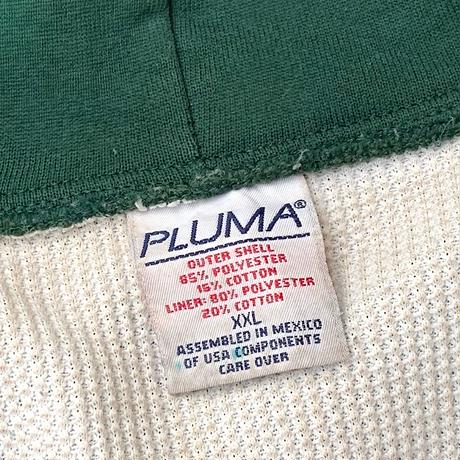 PLUMA®
OUTER SHELL
85% POLYESTER
15% COTTON
LINER: 80% POLYESTER
20% COTTON
XXL
ASSEMBLED IN MEXICO
OF USA COMPONENTS
CARE OVER